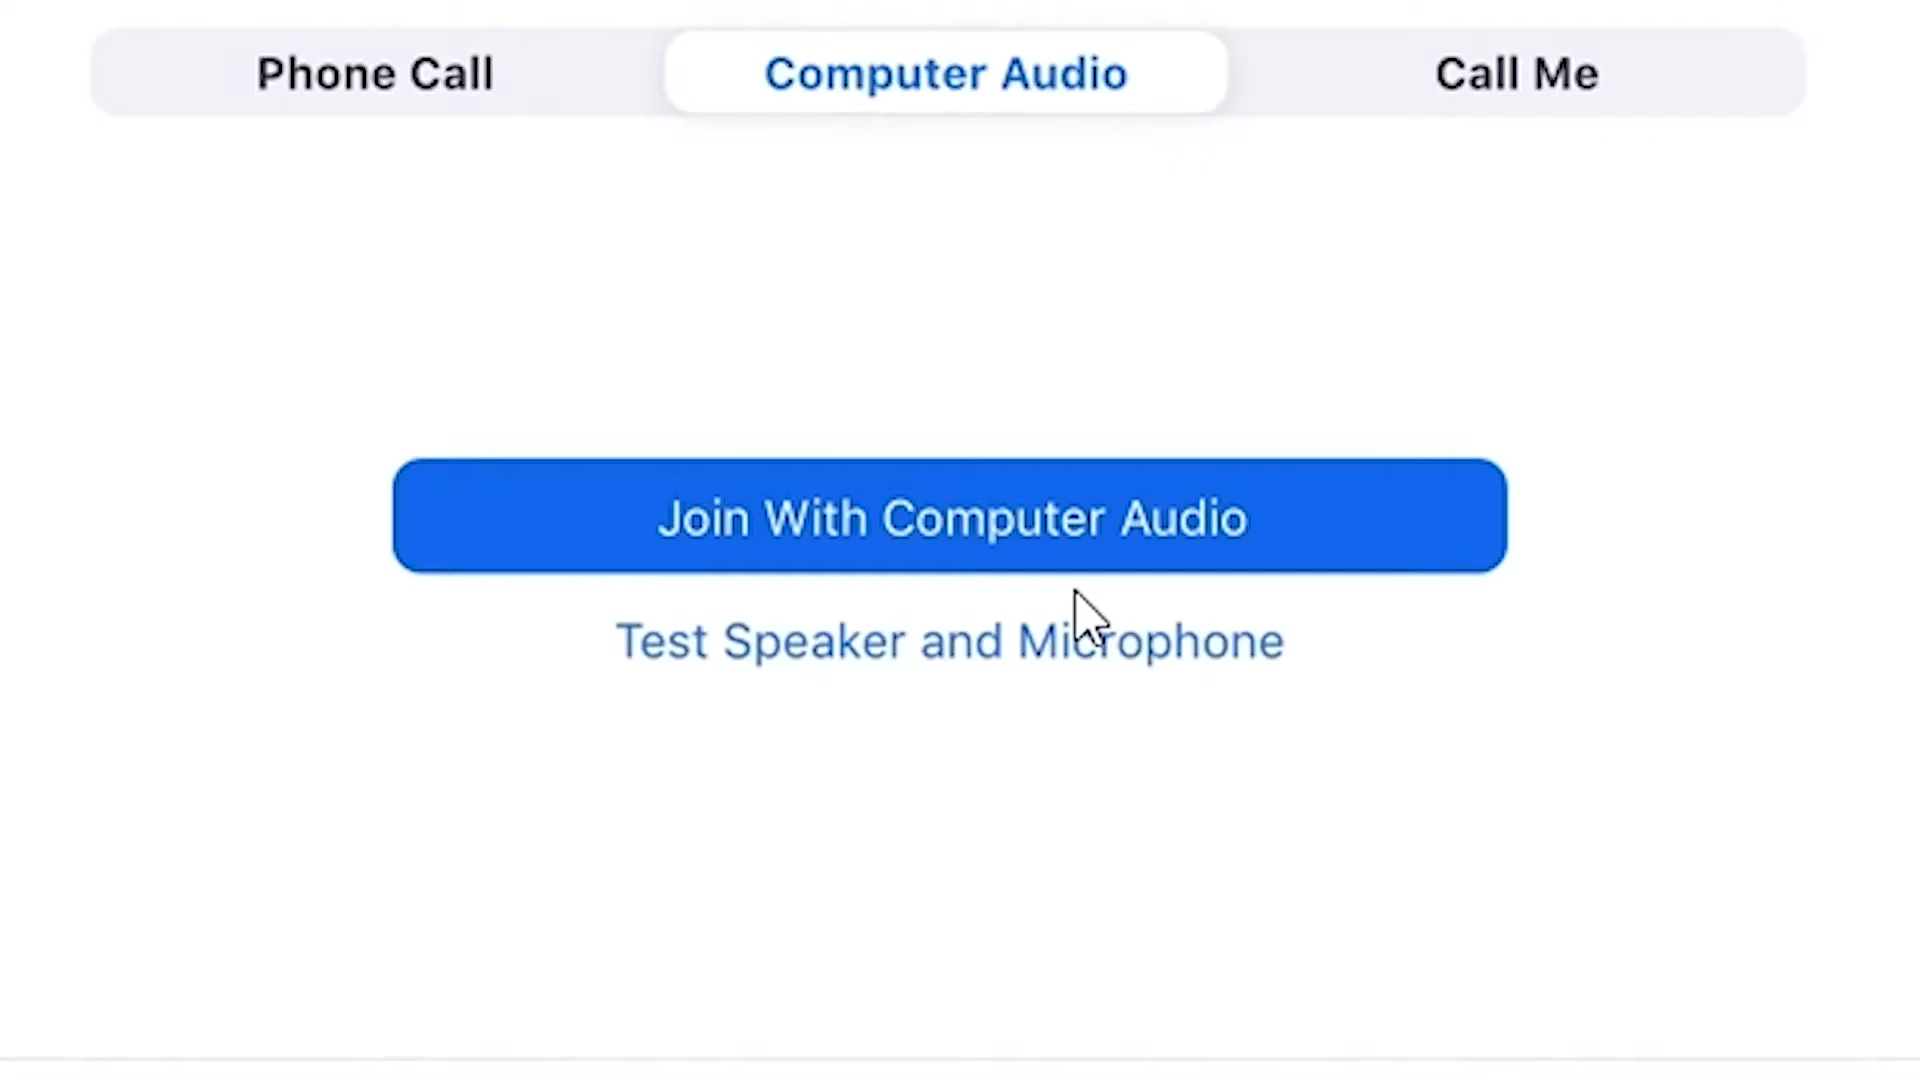 Phone Call Computer Audio Call Me
Join With Computer Audio
Test Speaker and Microphone